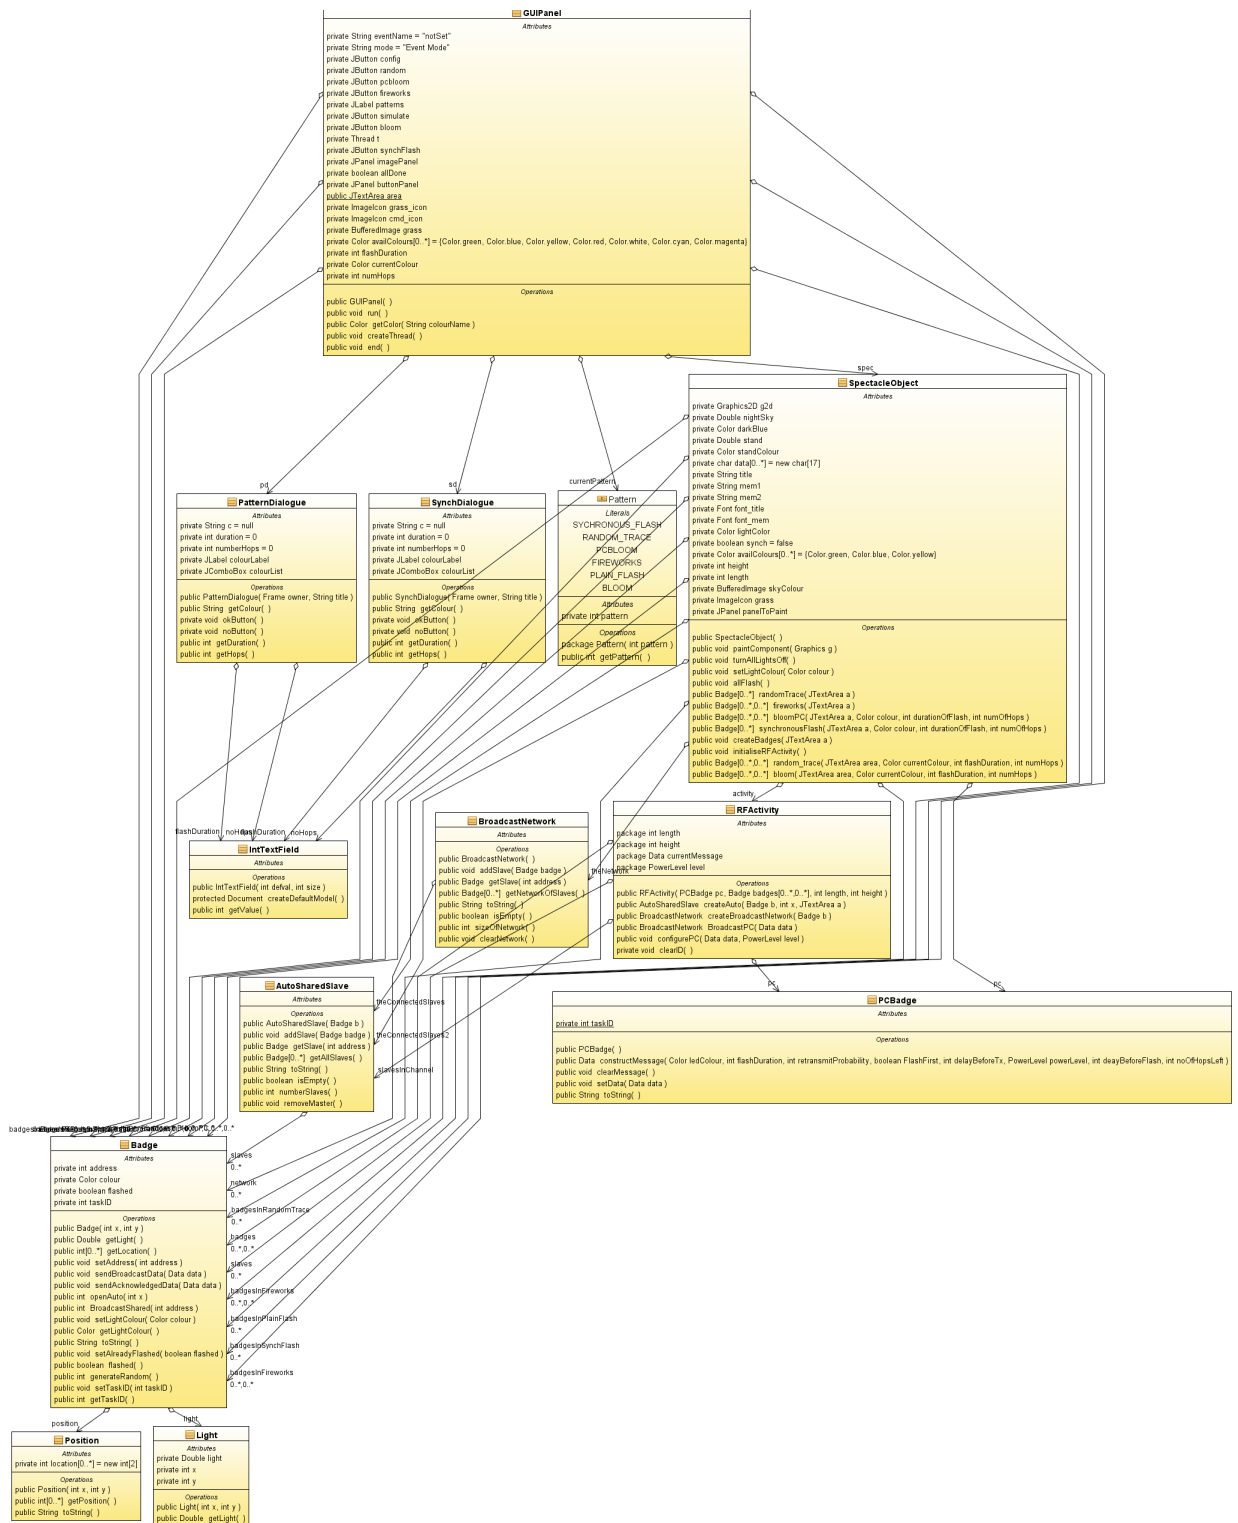 GUIPanel
Attributes
private String eventName = "notSet"
private String mode = "Event Mode"
private JButton config
private JButton random
private JButton pcbloom
private JButton fireworks
private JLabel patterns
private JButton simulate
private JButton bloom
private Thread t
private JButton synchFlash
private JPanel imagePanel
private boolean allDone
private JPanel buttonPanel
public JTextArea area
private ImageIcon grass_icon
private ImageIcon cmd_icon
private BufferedImage grass
private Color availColours[0..*] = {Color.green, Color.blue, Color.yellow, Color.red, Color.white, Color.cyan, Color.magenta}
private int flashDuration
private Color currentColour
private int numHops
Operations
public GUIPanel( )
public void run( )
public Color getColor( String colourName )
public void createThread( )
public void end( )
spec
SpectacleObject
Attributes
private Graphics2D g2d
private Double nightSky
private Color darkBlue
private Double stand
private Color standColour
private char data[0..*] = new char[17]
private String title
private String mem1
private String mem2
private Font font_title
private Font font_mem
private Color lightColor
private boolean synch = false
private Color availColours[0..*] = {Color.green, Color.blue, Color.yellow}
private int height
private int length
private BufferedImage skyColour
private ImageIcon grass
private JPanel panelToPaint
Operations
public SpectacleObject( )
public void paintComponent( Graphics g )
public void turnAllLightsOff( )
public void setLightColour( Color colour )
public void allFlash( )
public Badge[0..*] randomTrace( JTextArea a )
public Badge[0..*,0..*] fireworks( JTextArea a )
public Badge[0..*,0..*] bloomPC( JTextArea a, Color colour, int durationOfFlash, int numOfHops )
public Badge[0..*] synchronousFlash( JTextArea a, Color colour, int durationOfFlash, int numOfHops )
public void createBadges( JTextArea a )
public void initialiseRFActivity( )
public Badge[0..*,0..*] random_trace( JTextArea area, Color currentColour, int flashDuration, int numHops )
public Badge[0..*,0..*] bloom( JTextArea area, Color currentColour, int flashDuration, int numHops )
pd
PatternDialogue
Attributes
private String c = null
private int duration = 0
private int numberHops = 0
private JLabel colourLabel
private JComboBox colourList
Operations
public PatternDialogue( Frame owner, String title )
public String getColour( )
private void okButton( )
private void noButton( )
public int getDuration( )
public int getHops( )
sd
SynchDialogue
Attributes
private String c = null
private int duration = 0
private int numberHops = 0
private JLabel colourLabel
private JComboBox colourList
Operations
public SynchDialogue( Frame owner, String title )
public String getColour( )
private void okButton( )
private void noButton( )
public int getDuration( )
public int getHops( )
currentPattern
Pattern
Literals
SYCHRONOUS_FLASH
RANDOM_TRACE
PCBLOOM
FIREWORKS
PLAIN_FLASH
BLOOM
Attributes
private int pattern
Operations
package Pattern( int pattern )
public int getPattern( )
flashDuration
noHops
flashDuration
noHops
IntTextField
Attributes
Operations
public IntTextField( int defval, int size )
protected Document createDefaultModel( )
public int getValue( )
BroadcastNetwork
Attributes
Operations
public BroadcastNetwork( )
public void addSlave( Badge badge )
public Badge getSlave( int address )
public Badge[0..*] getNetworkOfSlaves( )
public String toString( )
public boolean isEmpty( )
public int sizeOfNetwork( )
public void clearNetwork( )
theNetwork
activity
RFActivity
Attributes
package int length
package int height
package Data currentMessage
package PowerLevel level
Operations
public RFActivity( PCBadge pc, Badge badges[0..*,0..*], int length, int height )
public AutoSharedSlave createAuto( Badge b, int x, JTextArea a )
public BroadcastNetwork createBroadcastNetwork( Badge b )
public BroadcastNetwork BroadcastPC( Data data )
public void configurePC( Data data, PowerLevel level )
private void clearID( )
AutoSharedSlave
Attributes
Operations
public AutoSharedSlave( Badge b )
public void addSlave( Badge badge )
public Badge getSlave( int address )
public Badge[0..*] getAllSlaves( )
public String toString( )
public boolean isEmpty( )
public int numberSlaves( )
public void removeMaster( )
theConnectedSlaves
theConnectedSlaves2
slavesInChannel
pc
pc
PCBadge
Attributes
private int taskID
Operations
public PCBadge( )
public Data constructMessage( Color ledColour, int flashDuration, int retransmitProbability, boolean FlashFirst, int delayBeforeTx, PowerLevel powerLevel, int deayBeforeFlash, int noOfHopsLeft )
public void clearMessage( )
public void setData( Data data )
public String toString( )
Badge
Attributes
private int address
private Color colour
private boolean flashed
private int taskID
Operations
public Badge( int x, int y )
public Double getLight( )
public int[0..*] getLocation( )
public void setAddress( int address )
public void sendBroadcastData( Data data )
public void sendAcknowledgedData( Data data )
public int openAuto( int x )
public int BroadcastShared( int address )
public void setLightColour( Color colour )
public Color getLightColour( )
public String toString( )
public void setAlreadyFlashed( boolean flashed )
public boolean flashed( )
public int generateRandom( )
public void setTaskID( int taskID )
public int getTaskID( )
slaves
0..*
network
0..*
badgesInRandomTrace
0..*
badges
0..*,0..*
slaves
0..*
badgesInFireworks
0..*,0..*
badgesInPlainFlash
0..*
badgesInSynchFlash
0..*
badgesInFireworks
0..*,0..*
position
Position
Attributes
private int location[0..*] = new int[2]
Operations
public Position( int x, int y )
public int[0..*] getPosition( )
public String toString( )
light
Light
Attributes
private Double light
private int x
private int y
Operations
public Light( int x, int y )
public Double getLight( )